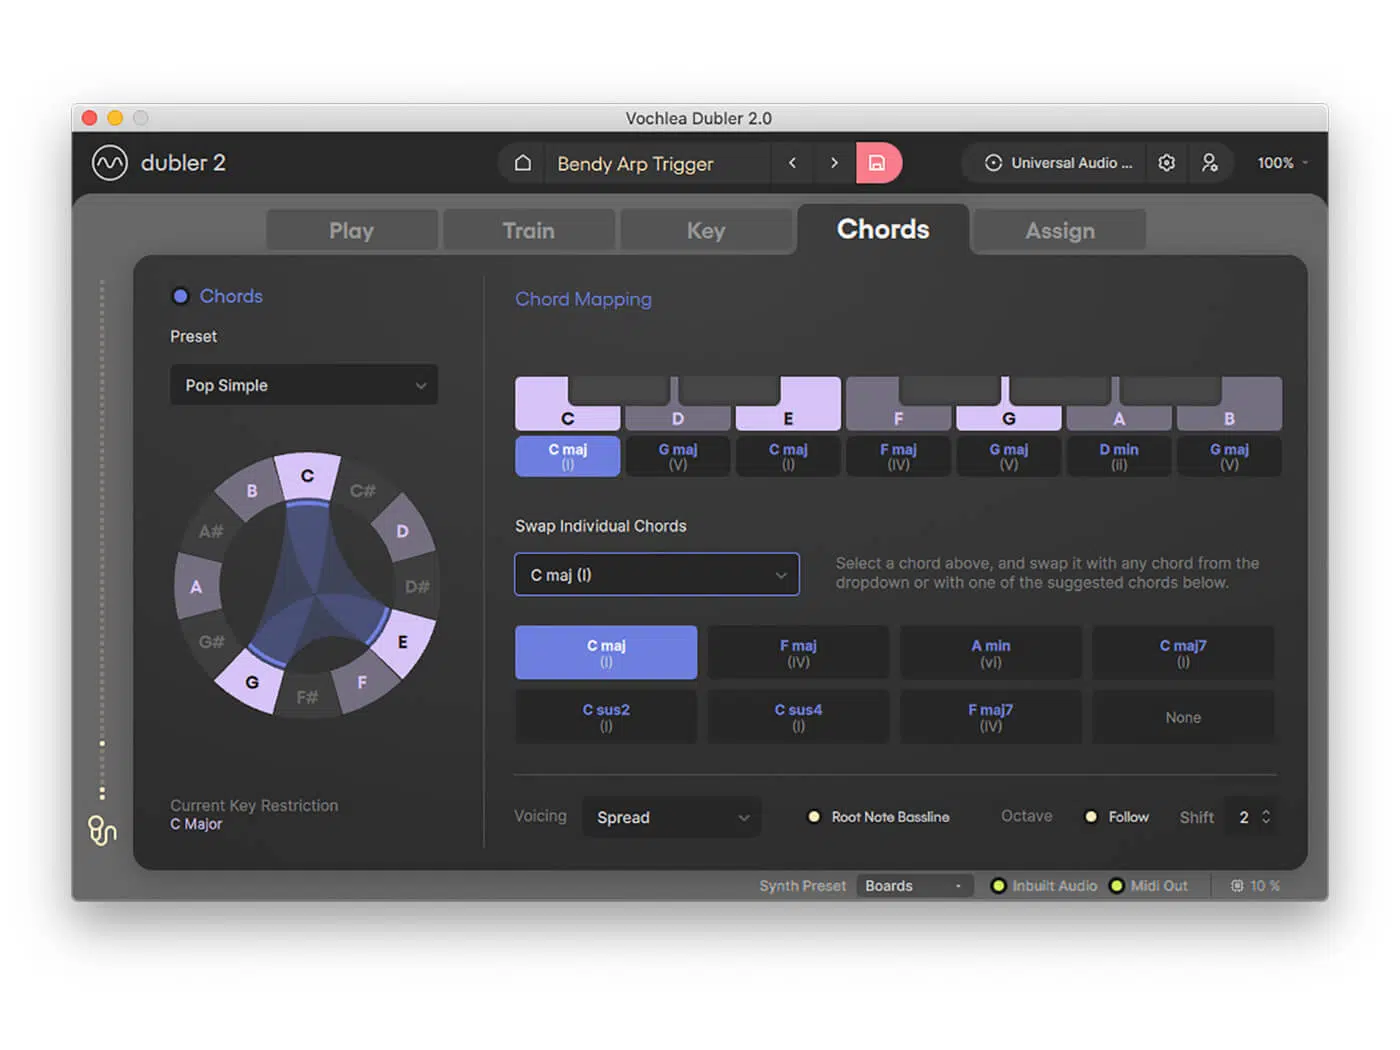 Vochlea Dubler 2.0
dubler 2
Bendy Arp Trigger
Universal Audio ...
100%
Play
Train
Key
Chords
Assign
Chords
Preset
Pop Simple
C
C#
D
D#
E
F
F#
G
G#
A
A#
B
Current Key Restriction
C Major
Chord Mapping
C
D
E
F
G
A
B
C maj
(I)
G maj
(V)
C maj
(I)
F maj
(IV)
G maj
(V)
D min
(ii)
G maj
(V)
Swap Individual Chords
C maj (I)
Select a chord above, and swap it with any chord from the
dropdown or with one of the suggested chords below.
C maj
(I)
F maj
(IV)
A min
(vi)
C maj7
(I)
C sus2
(I)
C sus4
(I)
F maj7
(IV)
None
Voicing
Spread
Root Note Bassline
Octave
Follow
Shift
2
Synth Preset
Boards
Inbuilt Audio
Midi Out
10 %